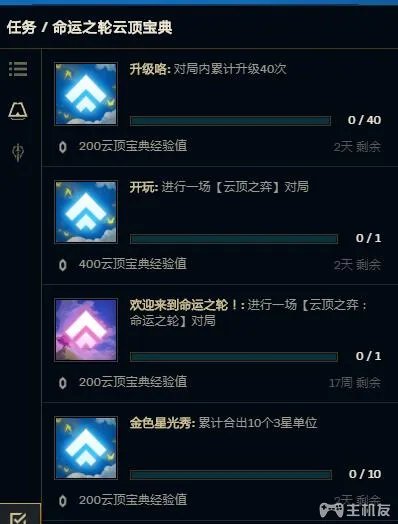 任务 / 命运之轮云顶宝典
升级咯: 对局内累计升级40次
0 / 40
200云顶宝典经验值
2天 剩余
开玩: 进行一场【云顶之弈】对局
0 / 1
400云顶宝典经验值
2天 剩余
欢迎来到命运之轮！: 进行一场【云顶之弈：
命运之轮】对局
0 / 1
200云顶宝典经验值
17周 剩余
金色星光秀: 累计合出10个3星单位
0 / 10
200云顶宝典经验值
2天 剩余
主机友